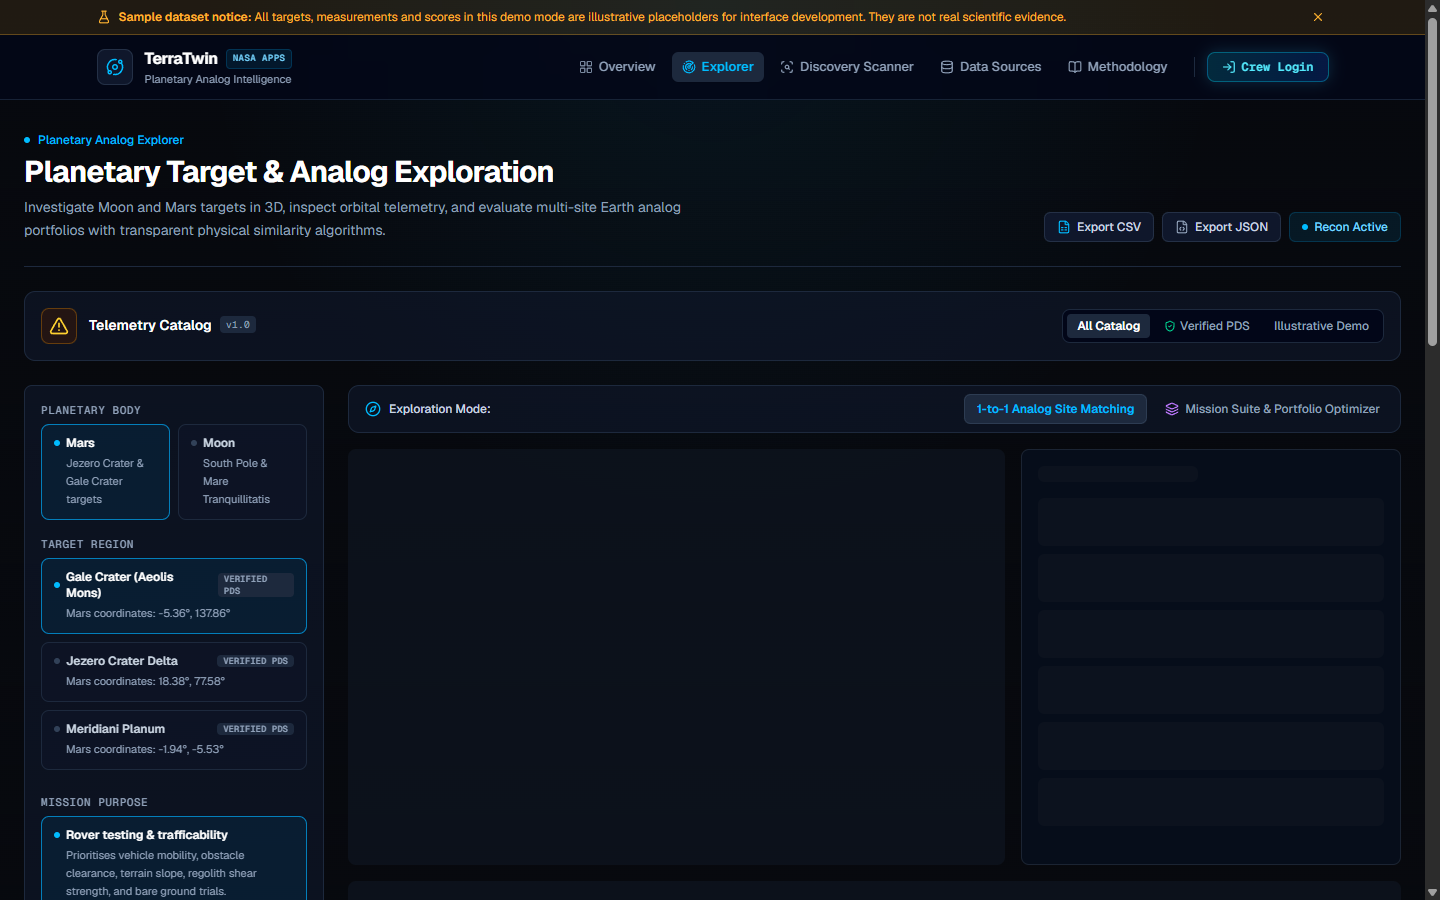 Sample dataset notice: All targets, measurements and scores in this demo mode are illustrative placeholders for interface development. They are not real scientific evidence.
TerraTwin NASA APPS
Planetary Analog Intelligence
Overview
Explorer
Discovery Scanner
Data Sources
Methodology
Crew Login
Planetary Analog Explorer
Planetary Target & Analog Exploration
Investigate Moon and Mars targets in 3D, inspect orbital telemetry, and evaluate multi-site Earth analog
portfolios with transparent physical similarity algorithms.
Export CSV
Export JSON
Recon Active
Telemetry Catalog v1.0
All Catalog
Verified PDS
Illustrative Demo
PLANETARY BODY
Mars
Jezero Crater &
Gale Crater
targets
Moon
South Pole &
Mare
Tranquillitatis
TARGET REGION
Gale Crater (Aeolis
Mons)
VERIFIED
PDS
Mars coordinates: -5.36°, 137.86°
Jezero Crater Delta VERIFIED PDS
Mars coordinates: 18.38°, 77.58°
Meridiani Planum VERIFIED PDS
Mars coordinates: -1.94°, -5.53°
MISSION PURPOSE
Rover testing & trafficability
Prioritises vehicle mobility, obstacle
clearance, terrain slope, regolith shear
strength, and bare ground trials.
Exploration Mode:
1-to-1 Analog Site Matching
Mission Suite & Portfolio Optimizer